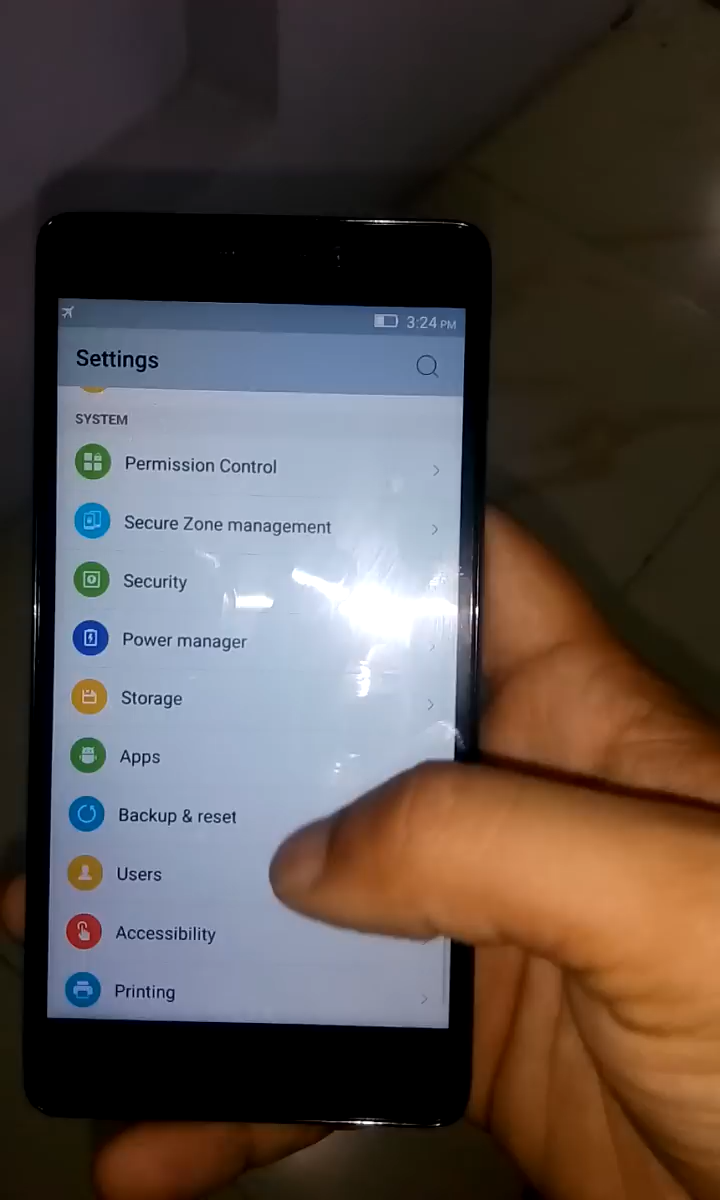 3:24 PM
Settings
SYSTEM
Permission Control
Secure Zone management
Security
Power manager
Storage
Apps
Backup & reset
Users
Accessibility
Printing